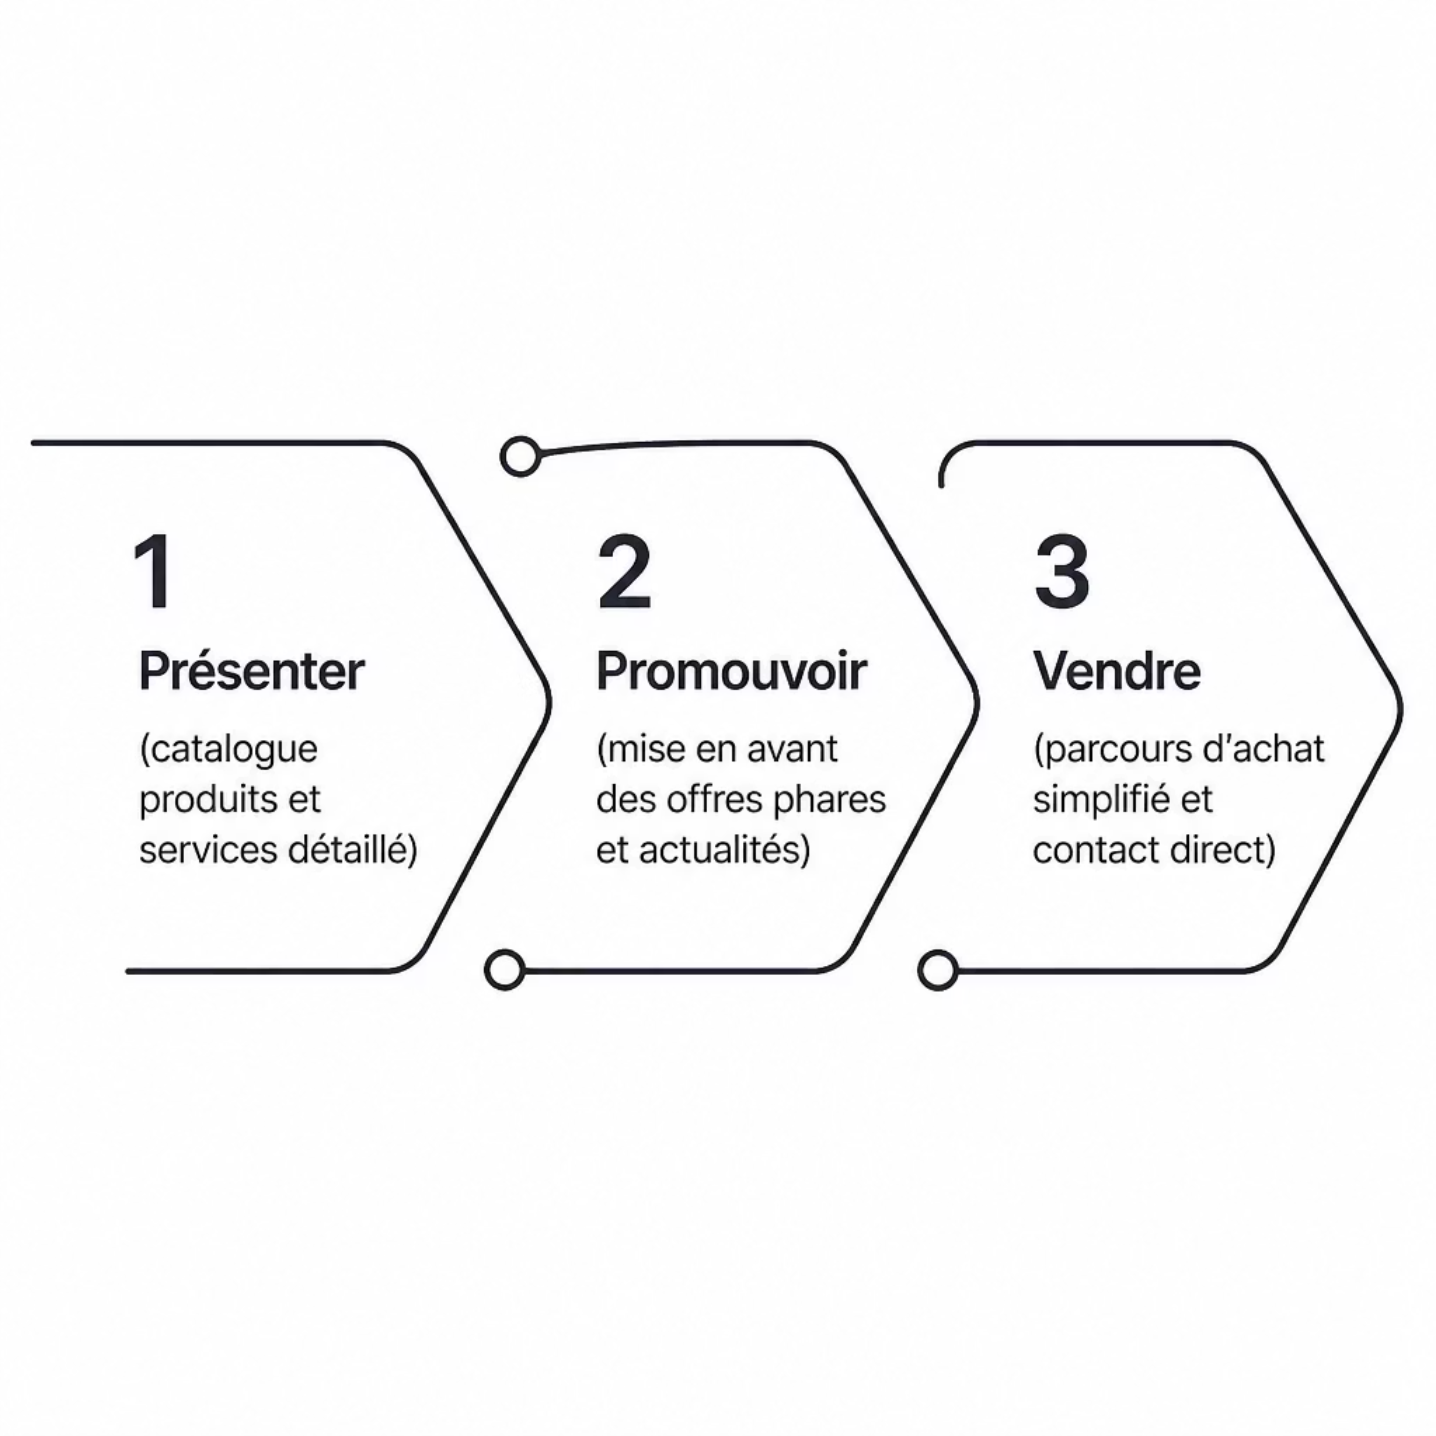 1
Présenter
(catalogue
produits et
services détaillé)
2
Promouvoir
(mise en avant
des offres phares
et actualités)
3
Vendre
(parcours d’achat
simplifié et
contact direct)